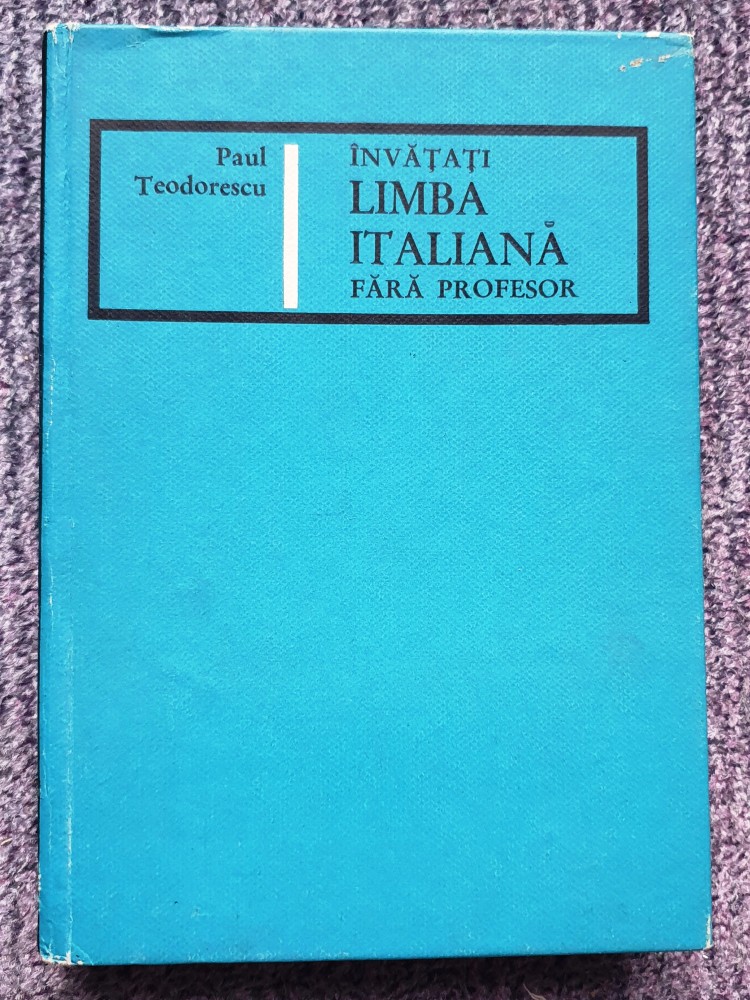 Paul
Teodorescu
ÎNVĂŢAŢI
LIMBA
ITALIANĂ
FĂRĂ PROFESOR